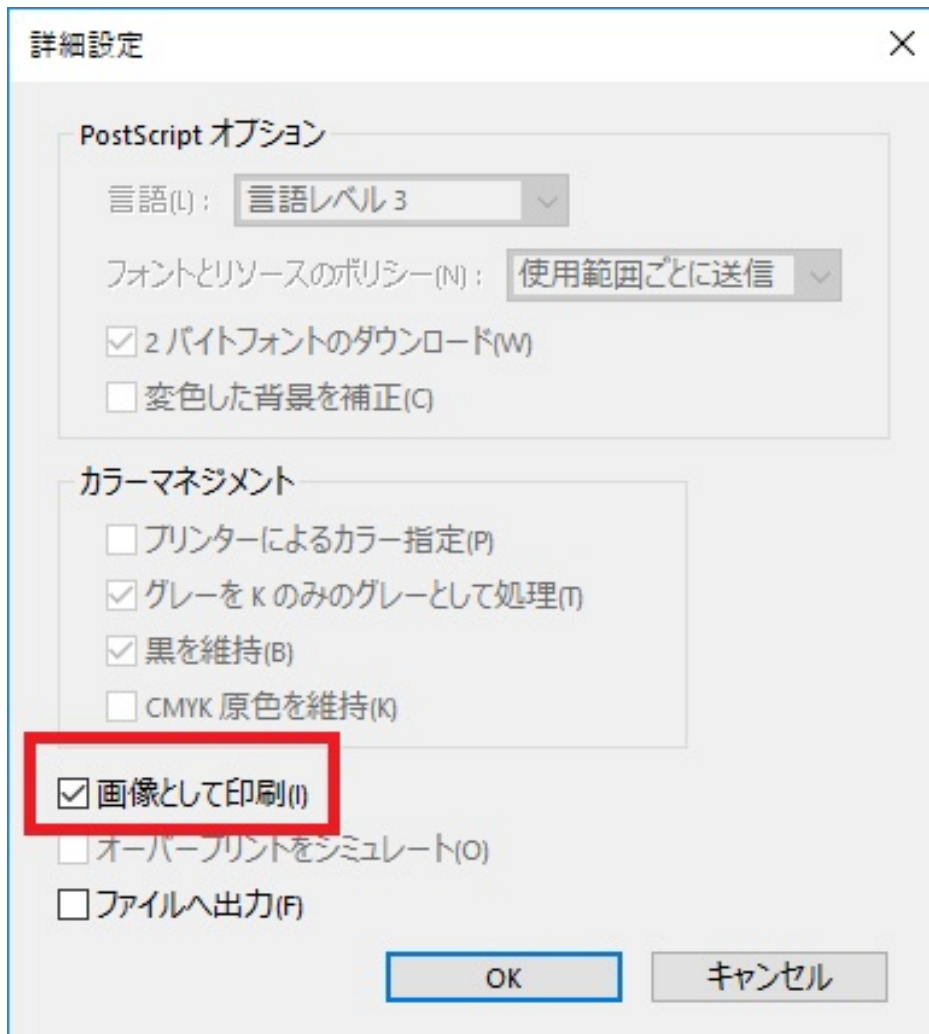 詳細設定
PostScript オプション
言語(L): 言語レベル 3
フォントとリソースのポリシー(N): 使用範囲ごとに送信
2 バイトフォントのダウンロード(W)
変色した背景を補正(C)
カラーマネジメント
プリンターによるカラー指定(P)
グレーを K のみのグレーとして処理(T)
黒を維持(B)
CMYK 原色を維持(K)
画像として印刷(I)
オーバープリントをシミュレート(O)
ファイルへ出力(F)
OK キャンセル